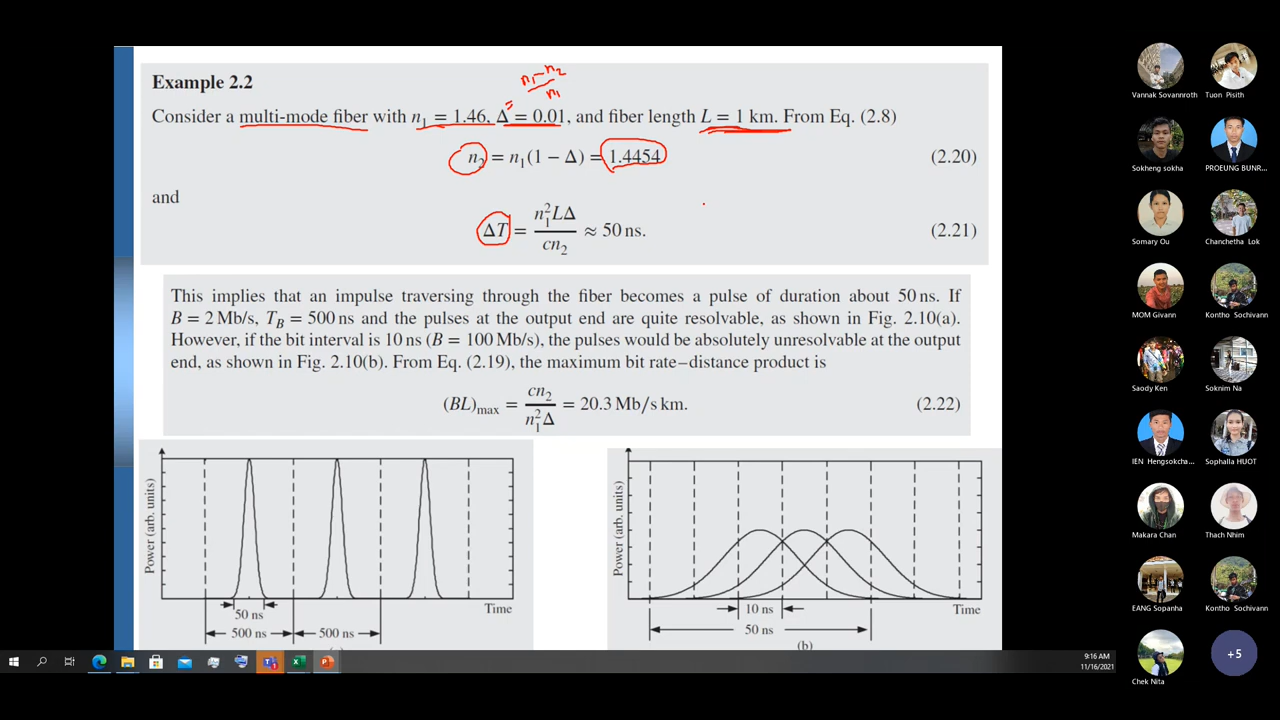 Example 2.2
n1-n2
n1
=
Consider a multi-mode fiber with n1 = 1.46, Δ = 0.01, and fiber length L = 1 km. From Eq. (2.8)
n2 = n1(1 − Δ) = 1.4454 (2.20)
and
ΔT = n1²LΔ / cn2 ≈ 50 ns. (2.21)
This implies that an impulse traversing through the fiber becomes a pulse of duration about 50 ns. If
B = 2 Mb/s, TB = 500 ns and the pulses at the output end are quite resolvable, as shown in Fig. 2.10(a).
However, if the bit interval is 10 ns (B = 100 Mb/s), the pulses would be absolutely unresolvable at the output
end, as shown in Fig. 2.10(b). From Eq. (2.19), the maximum bit rate–distance product is
(BL)max = cn2 / n1²Δ = 20.3 Mb/s km. (2.22)
Power (arb. units)
50 ns
Time
500 ns
500 ns
Power (arb. units)
10 ns
Time
50 ns
(b)
Vannak Sovannroth
Tuon Pisith
Sokheng sokha
PROEUNG BUNR...
Somary Ou
Chanchetha Lok
MOM Givann
Kontho Sochivann
Saody Ken
Soknim Na
IEN Hengsokcha...
Sophalla HUOT
Makara Chan
Thach Nhim
EANG Sopanha
Kontho Sochivann
Chek Nita
+5
9:16 AM
11/16/2021